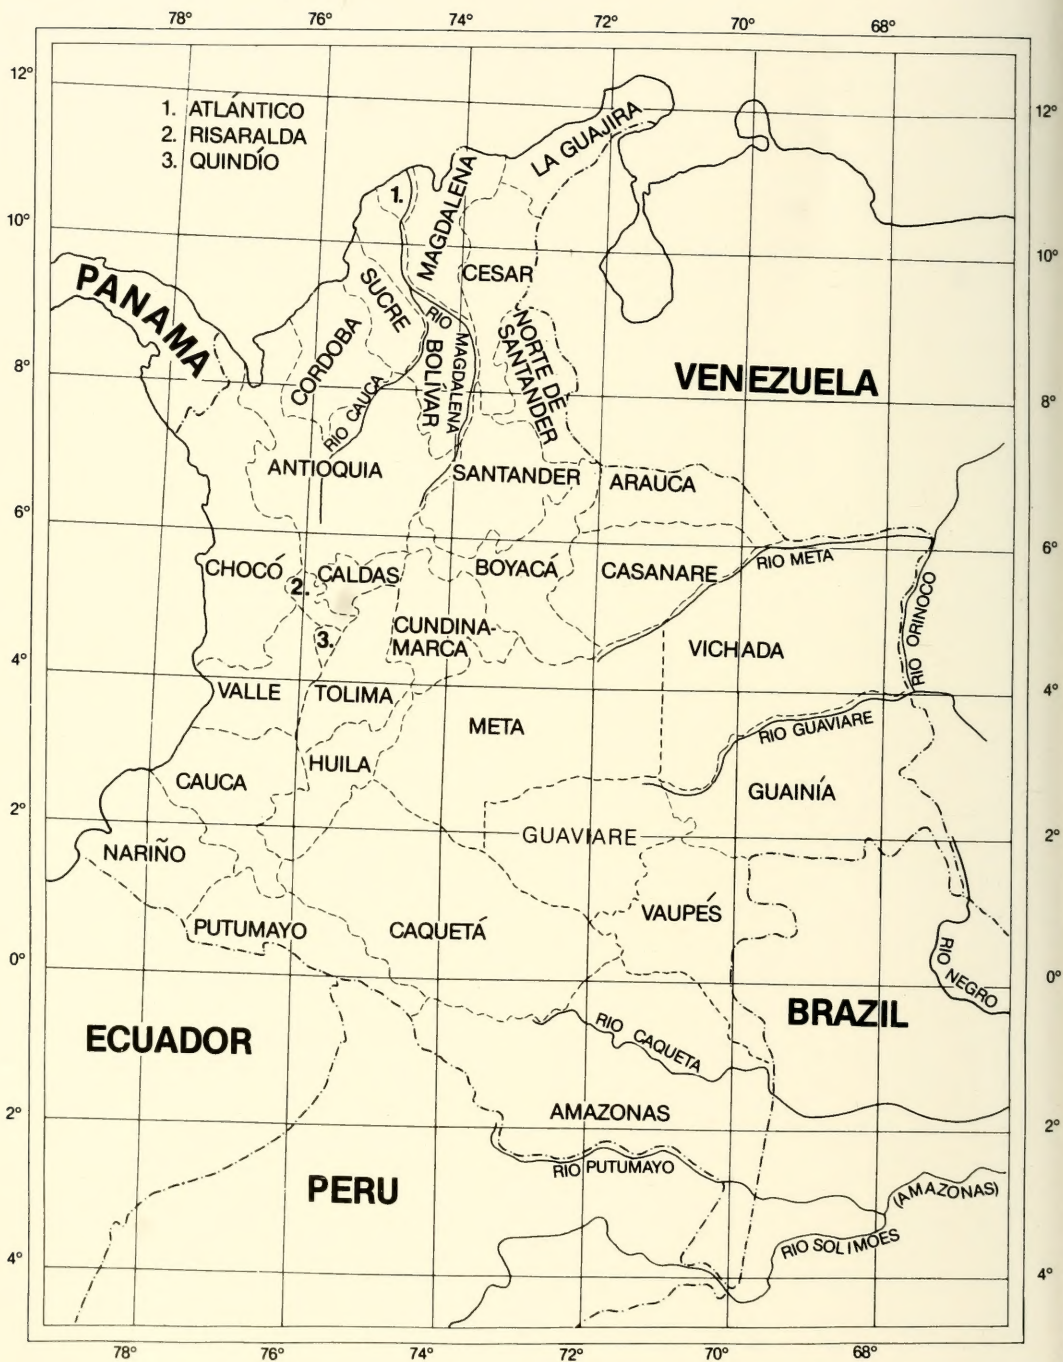 78° 76° 74° 72° 70° 68°
12° 12°
1. ATLÁNTICO
2. RISARALDA
3. QUINDÍO
LA GUAJIRA
1.
MAGDALENA
10° 10°
CESAR
PANAMA
SUCRE
RIO MAGDALENA
NORTE DE
SANTANDER
CORDOBA
BOLÍVAR
VENEZUELA
8° 8°
RIO CAUCA
ANTIOQUIA
SANTANDER
ARAUCA
6° 6°
RIO META
CHOCÓ
2.
CALDAS
BOYACÁ
CASANARE
RIO ORINOCO
3.
CUNDINA-
MARCA
VICHADA
4° 4°
VALLE
TOLIMA
META
RIO GUAVIARE
HUILA
CAUCA
GUAINÍA
2° 2°
GUAVIARE
NARIÑO
VAUPÉS
PUTUMAYO
CAQUETÁ
0° 0°
RIO NEGRO
BRAZIL
ECUADOR
RIO CAQUETA
AMAZONAS
2° 2°
RIO PUTUMAYO
PERU
(AMAZONAS)
RIO SOLIMÕES
4° 4°
78° 76° 74° 72° 70° 68°